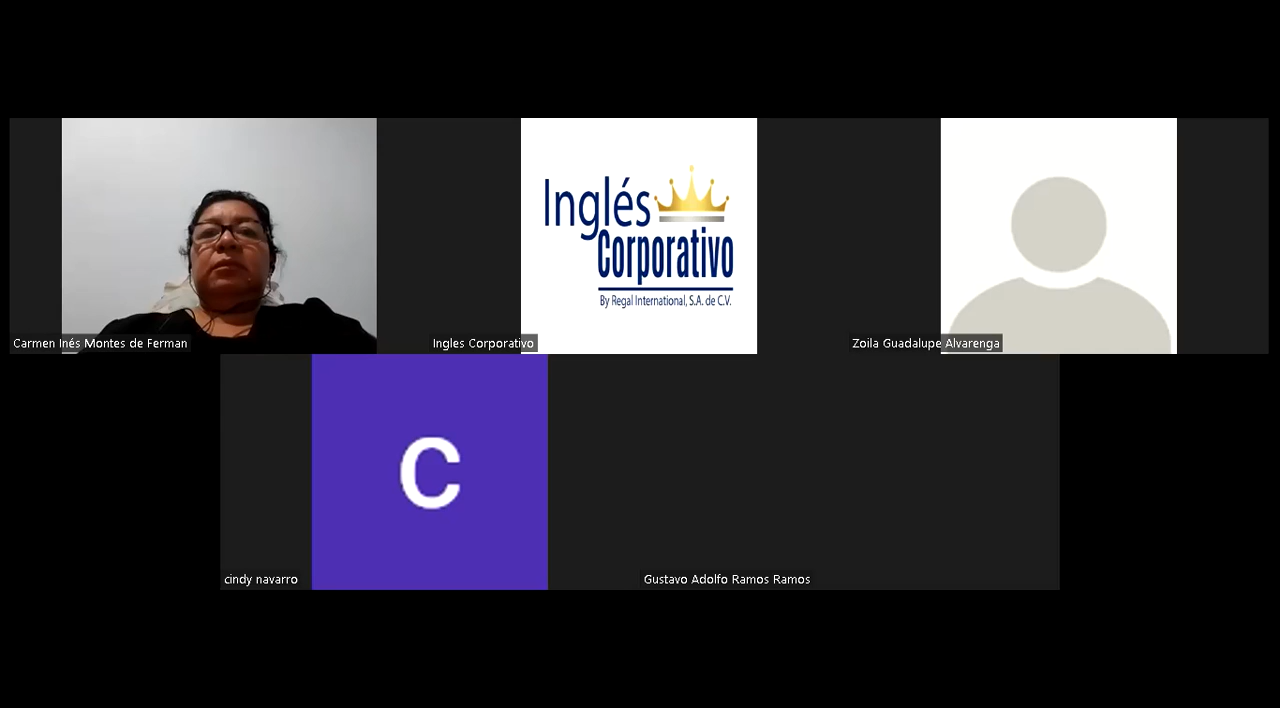 Inglés
Corporativo
By Regal International, S.A. de C.V.
Carmen Inés Montes de Ferman
Ingles Corporativo
Zoila Guadalupe Alvarenga
C
cindy navarro
Gustavo Adolfo Ramos Ramos